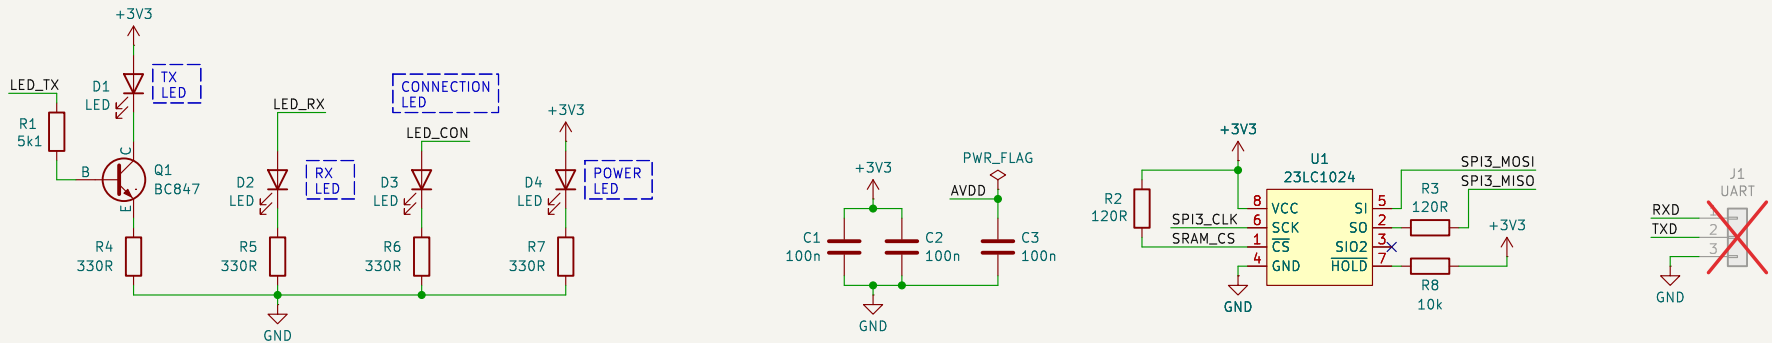 +3V3
LED_TX
D1
LED
TX
LED
R1
5k1
B
C
E
Q1
BC847
R4
330R
LED_RX
D2
LED
RX
LED
R5
330R
GND
CONNECTION
LED
LED_CON
D3
LED
R6
330R
+3V3
D4
LED
POWER
LED
R7
330R
+3V3
C1
100n
C2
100n
GND
PWR_FLAG
AVDD
C3
100n
+3V3
R2
120R
SPI3_CLK
SRAM_CS
GND
U1
23LC1024
8 VCC SI 5
6 SCK SO 2
1 CS SIO2 3
4 GND HOLD 7
SPI3_MOSI
SPI3_MISO
R3
120R
+3V3
R8
10k
J1
UART
RXD 1
TXD 2
3
GND